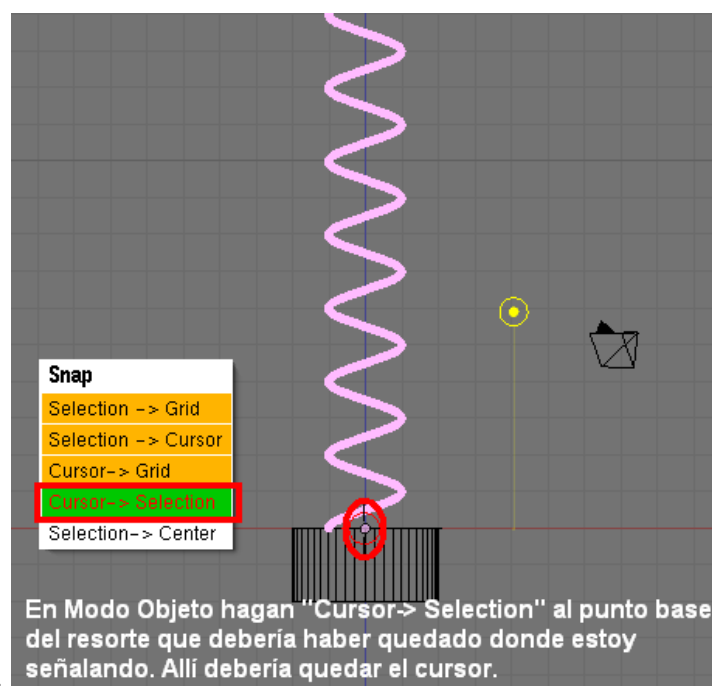 Snap
Selection -> Grid
Selection -> Cursor
Cursor-> Grid
Cursor-> Selection
Selection-> Center
En Modo Objeto hagan "Cursor-> Selection" al punto base
del resorte que debería haber quedado donde estoy
señalando. Allí debería quedar el cursor.